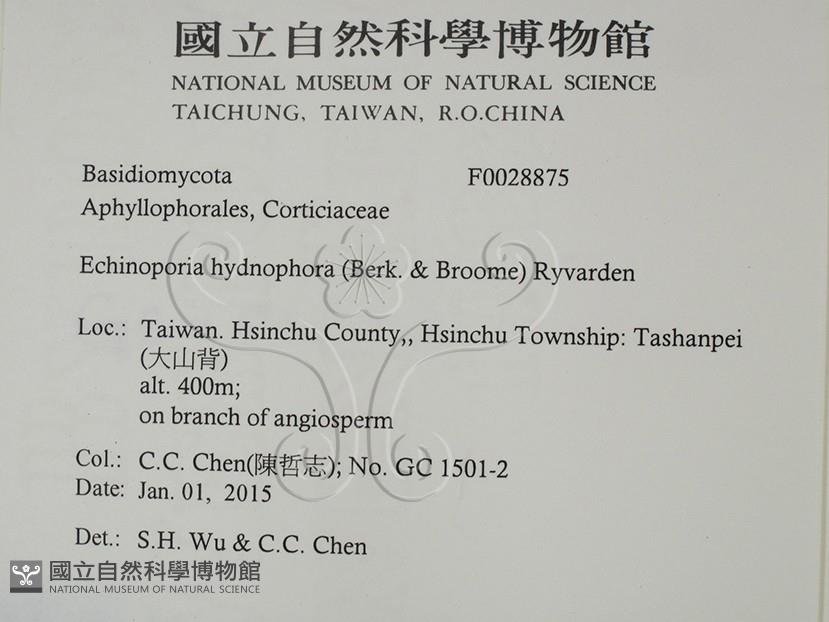 國立自然科學博物館
NATIONAL MUSEUM OF NATURAL SCIENCE
TAICHUNG, TAIWAN, R.O.CHINA
Basidiomycota F0028875
Aphyllophorales, Corticiaceae
Echinoporia hydnophora (Berk. & Broome) Ryvarden
Loc.: Taiwan. Hsinchu County,, Hsinchu Township: Tashanpei
(大山背)
alt. 400m;
on branch of angiosperm
Col.: C.C. Chen(陳哲志); No. GC 1501-2
Date: Jan. 01, 2015
Det.: S.H. Wu & C.C. Chen
國立自然科學博物館
NATIONAL MUSEUM OF NATURAL SCIENCE